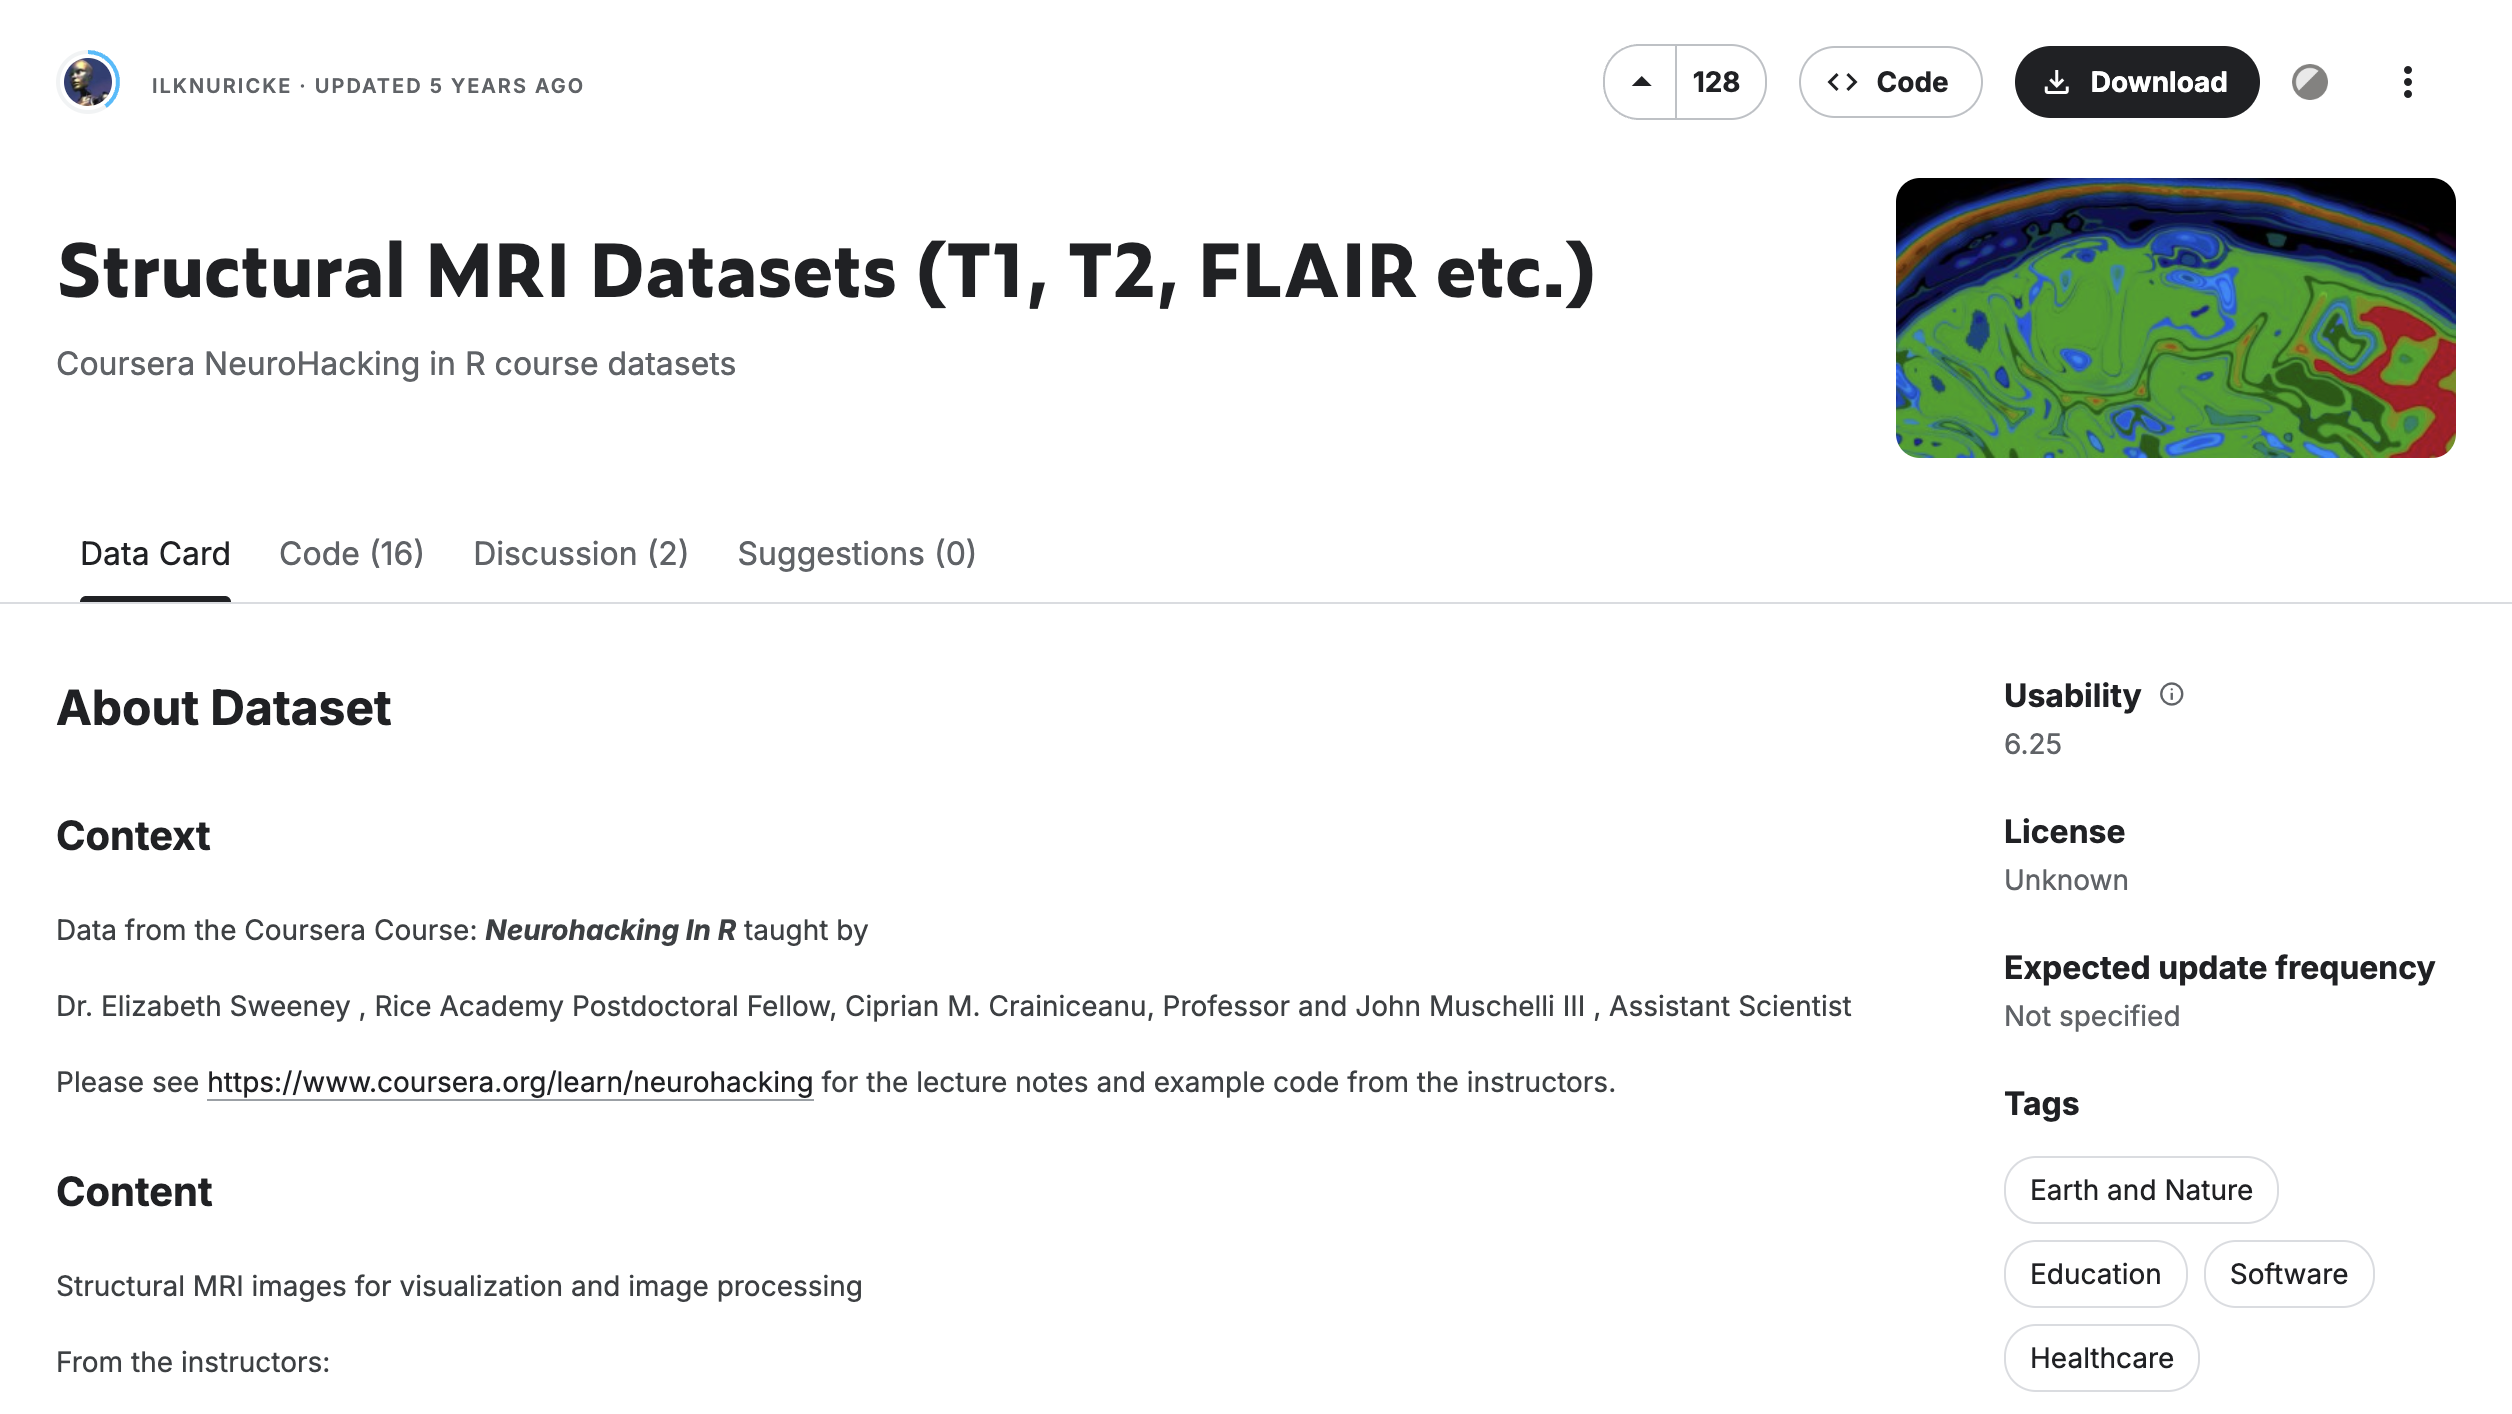 ILKNURICKE · UPDATED 5 YEARS AGO
128
Code
Download
Structural MRI Datasets (T1, T2, FLAIR etc.)
Coursera NeuroHacking in R course datasets
Data Card
Code (16)
Discussion (2)
Suggestions (0)
About Dataset
Context
Data from the Coursera Course: Neurohacking In R taught by
Dr. Elizabeth Sweeney , Rice Academy Postdoctoral Fellow, Ciprian M. Crainiceanu, Professor and John Muschelli III , Assistant Scientist
Please see https://www.coursera.org/learn/neurohacking for the lecture notes and example code from the instructors.
Content
Structural MRI images for visualization and image processing
From the instructors:
Usability
6.25
License
Unknown
Expected update frequency
Not specified
Tags
Earth and Nature
Education
Software
Healthcare